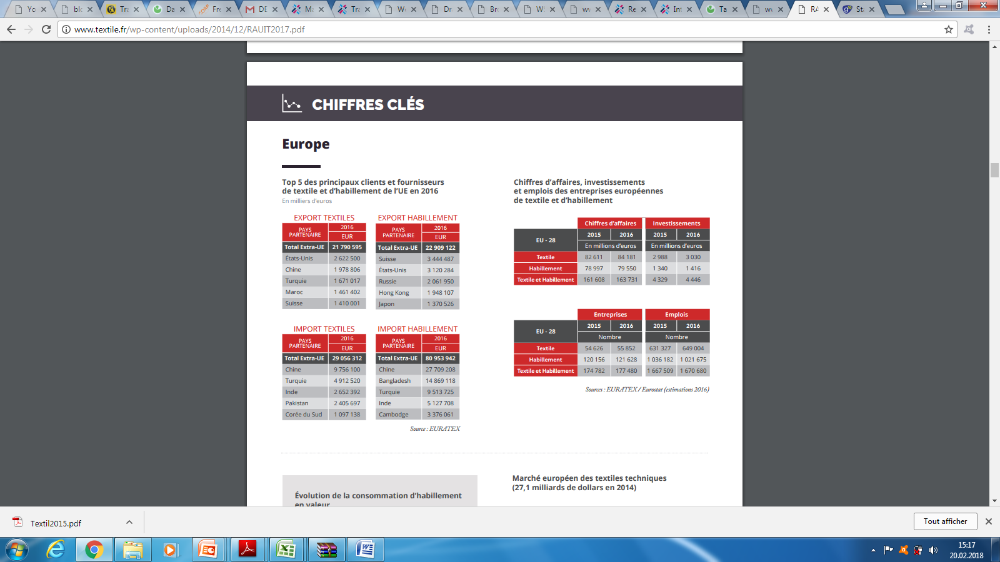 Yo
blo
Tra
Da
Fre
DE
Ma
Tra
We
Dr
Bro
WS
wv
Re
Int
Ta
wv
RA
Sta
www.textile.fr/wp-content/uploads/2014/12/RAUIT2017.pdf
CHIFFRES CLÉS
Europe
Top 5 des principaux clients et fournisseurs
de textile et d'habillement de l'UE en 2016
En milliers d'euros
EXPORT TEXTILES
PAYS PARTENAIRE 2016 EUR
Total Extra-UE 21 790 595
États-Unis 2 622 500
Chine 1 978 806
Turquie 1 671 017
Maroc 1 461 402
Suisse 1 410 001
EXPORT HABILLEMENT
PAYS PARTENAIRE 2016 EUR
Total Extra-UE 22 909 122
Suisse 3 444 487
États-Unis 3 120 284
Russie 2 061 950
Hong Kong 1 948 107
Japon 1 370 526
IMPORT TEXTILES
PAYS PARTENAIRE 2016 EUR
Total Extra-UE 29 056 312
Chine 9 756 100
Turquie 4 912 520
Inde 2 652 392
Pakistan 2 405 697
Corée du Sud 1 097 138
IMPORT HABILLEMENT
PAYS PARTENAIRE 2016 EUR
Total Extra-UE 80 953 942
Chine 27 709 208
Bangladesh 14 869 118
Turquie 9 513 725
Inde 5 127 708
Cambodge 3 376 061
Source : EURATEX
Chiffres d'affaires, investissements
et emplois des entreprises européennes
de textile et d'habillement
Chiffres d'affaires Investissements
EU - 28 2015 2016 2015 2016
En millions d'euros En millions d'euros
Textile 82 611 84 181 2 988 3 030
Habillement 78 997 79 550 1 340 1 416
Textile et Habillement 161 608 163 731 4 329 4 446
Entreprises Emplois
EU - 28 2015 2016 2015 2016
Nombre Nombre
Textile 54 626 55 852 631 327 649 004
Habillement 120 156 121 628 1 036 182 1 021 675
Textile et Habillement 174 782 177 480 1 667 509 1 670 680
Sources : EURATEX / Eurostat (estimations 2016)
Évolution de la consommation d'habillement
en valeur
Marché européen des textiles techniques
(27,1 milliards de dollars en 2014)
Textil2015.pdf
Tout afficher
15:17
20.02.2018